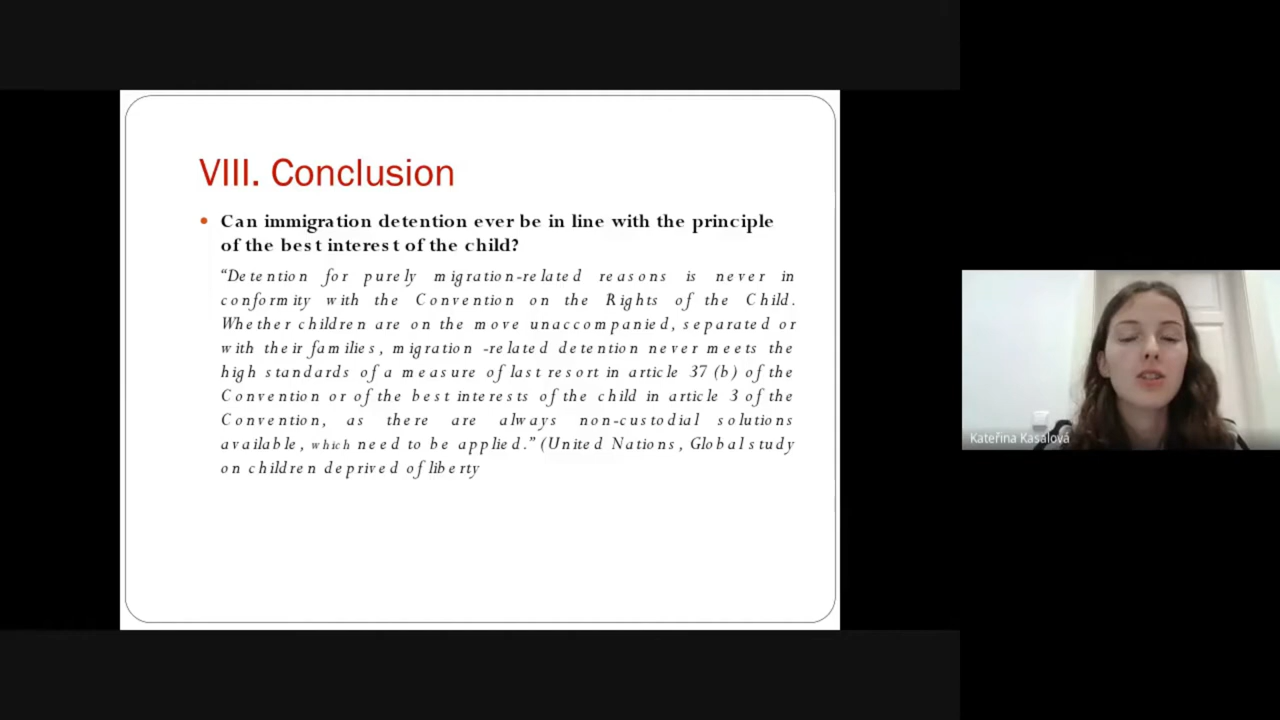 VIII. Conclusion
• Can immigration detention ever be in line with the principle
of the best interest of the child?
“Detention for purely migration-related reasons is never in
conformity with the Convention on the Rights of the Child.
Whether children are on the move unaccompanied, separated or
with their families, migration -related detention never meets the
high standards of a measure of last resort in article 37 (b) of the
Convention or of the best interests of the child in article 3 of the
Convention, as there are always non-custodial solutions
available, which need to be applied.” (United Nations, Global study
on children deprived of liberty
Kateřina Kasalová